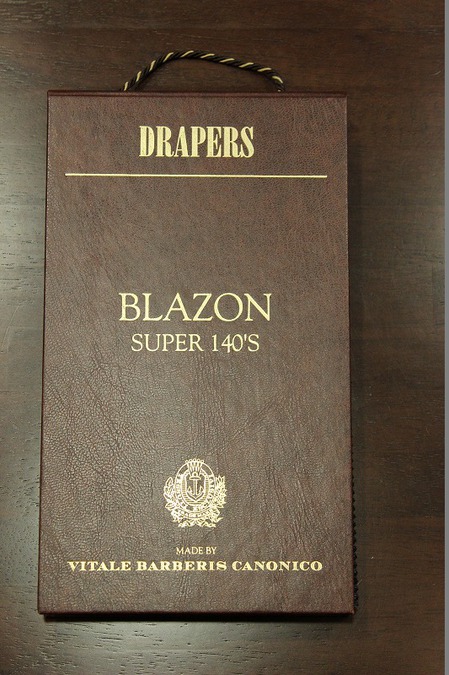 DRAPERS
BLAZON
SUPER 140'S
MADE BY
VITALE BARBERIS CANONICO